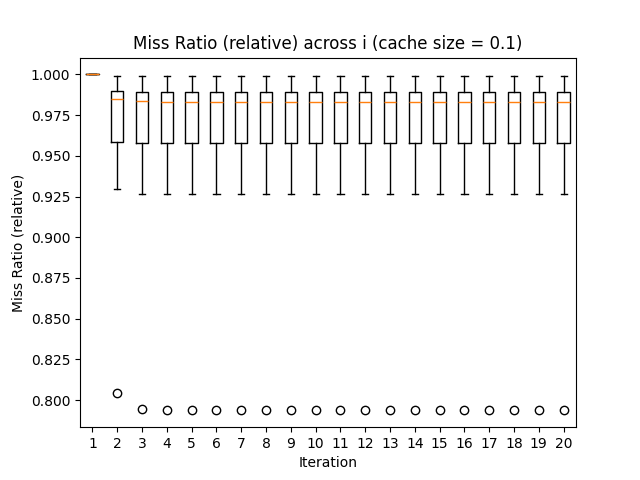 Miss Ratio (relative) across i (cache size = 0.1)
Miss Ratio (relative)
1.000
0.975
0.950
0.925
0.900
0.875
0.850
0.825
0.800
1 2 3 4 5 6 7 8 9 10 11 12 13 14 15 16 17 18 19 20
Iteration